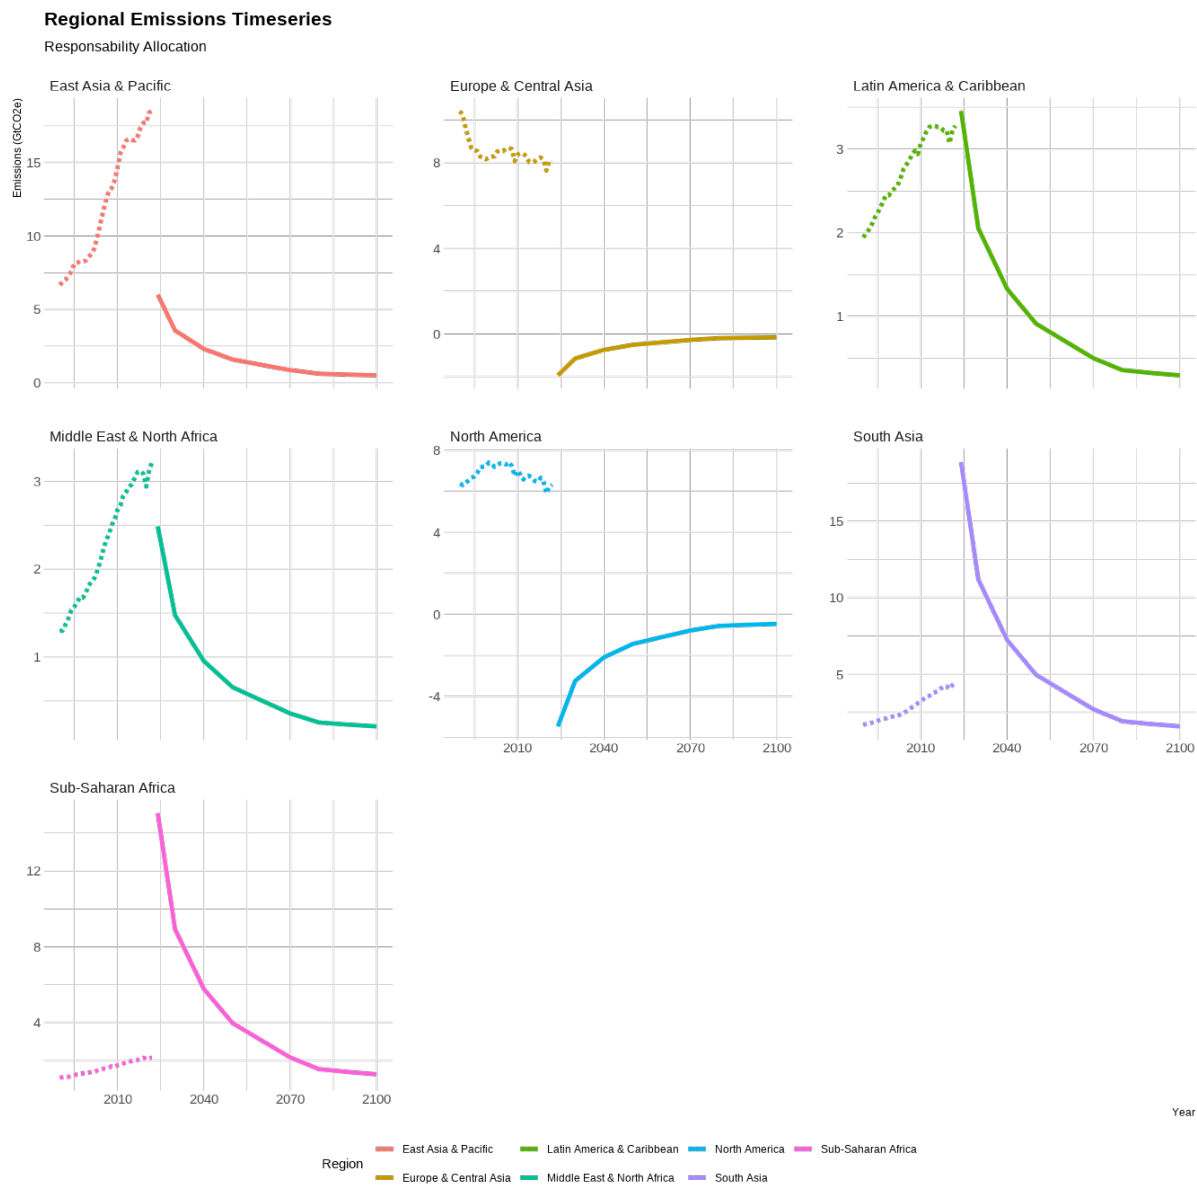 Regional Emissions Timeseries
Responsability Allocation
East Asia & Pacific
Europe & Central Asia
Latin America & Caribbean
Emissions (GtCO2e)
15
10
5
0
8
4
0
3
2
1
Middle East & North Africa
North America
South Asia
3
2
1
8
4
0
-4
2010 2040 2070 2100
15
10
5
2010 2040 2070 2100
Sub-Saharan Africa
12
8
4
2010 2040 2070 2100
Year
Region
East Asia & Pacific
Latin America & Caribbean
North America
Sub-Saharan Africa
Europe & Central Asia
Middle East & North Africa
South Asia